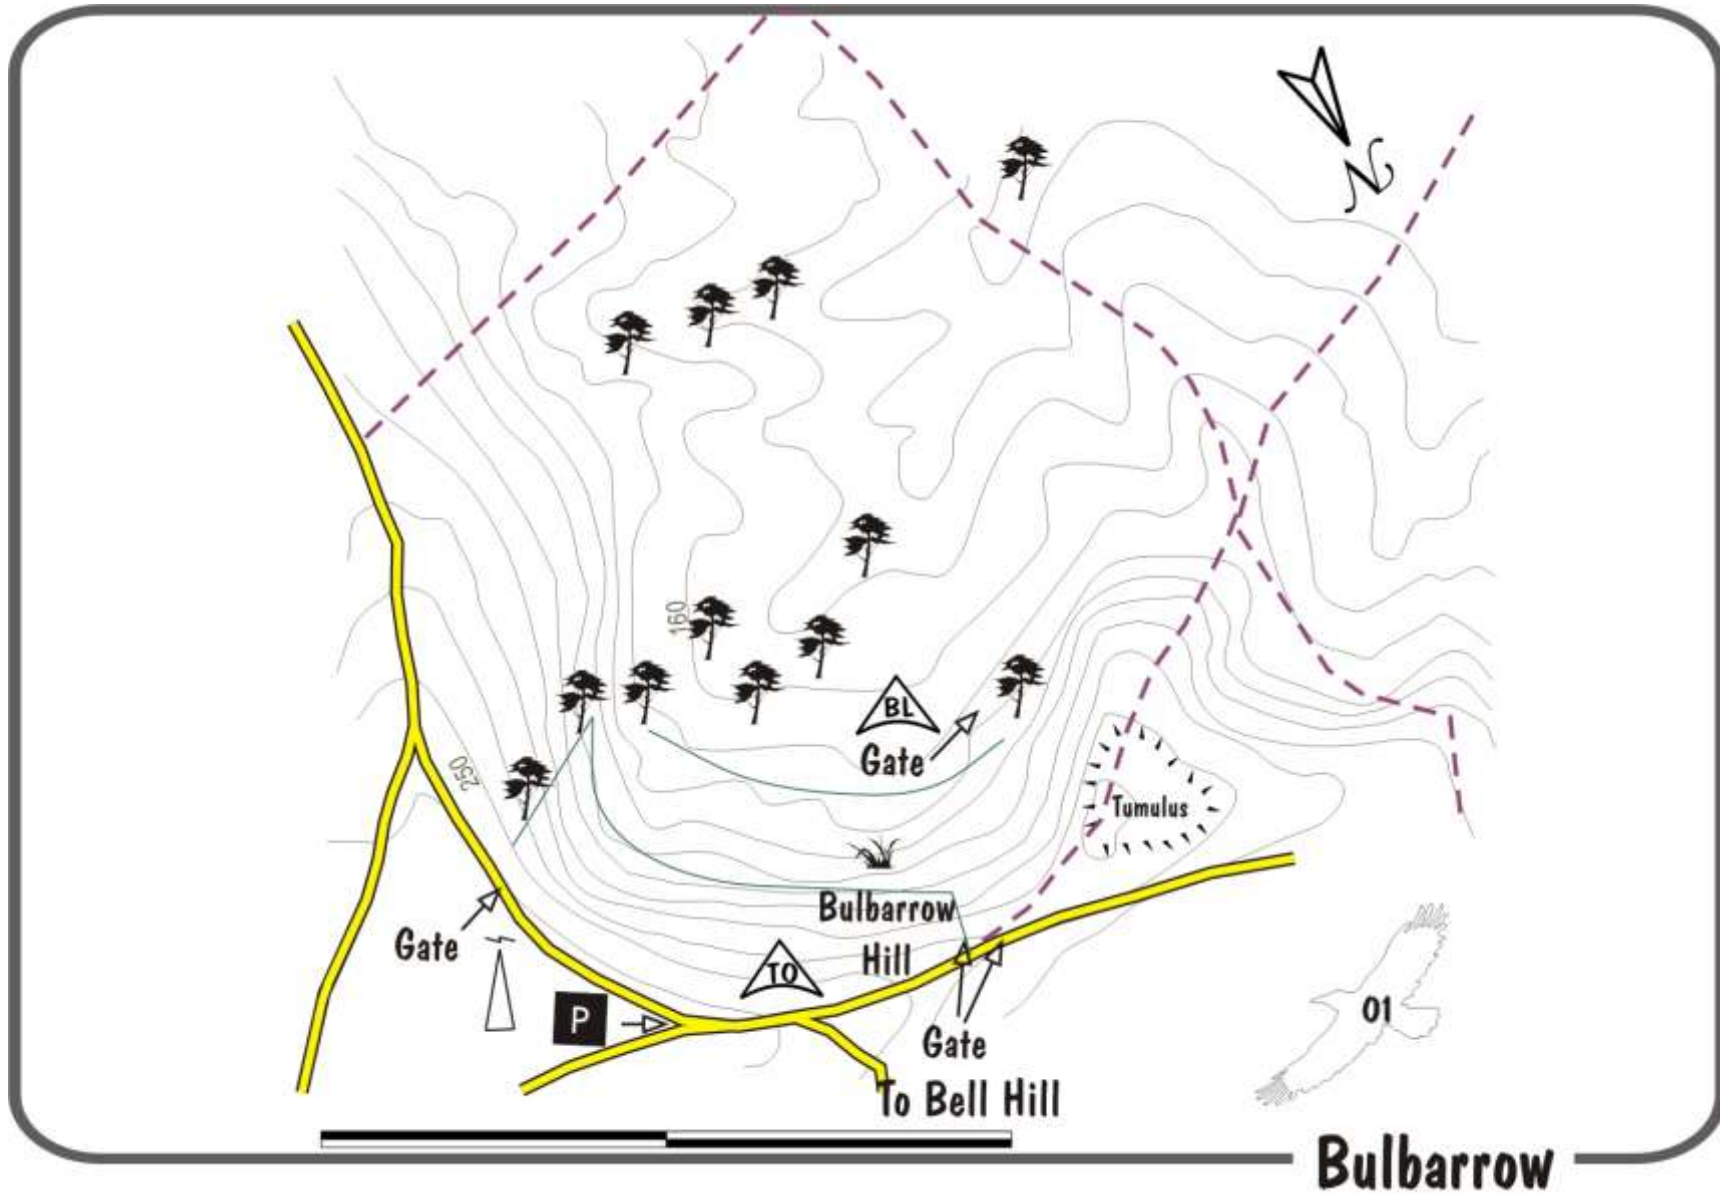 N
160
BL
Gate
250
Tumulus
Bulbarrow
Hill
Gate
TO
P
01
Gate
To Bell Hill
Bulbarrow